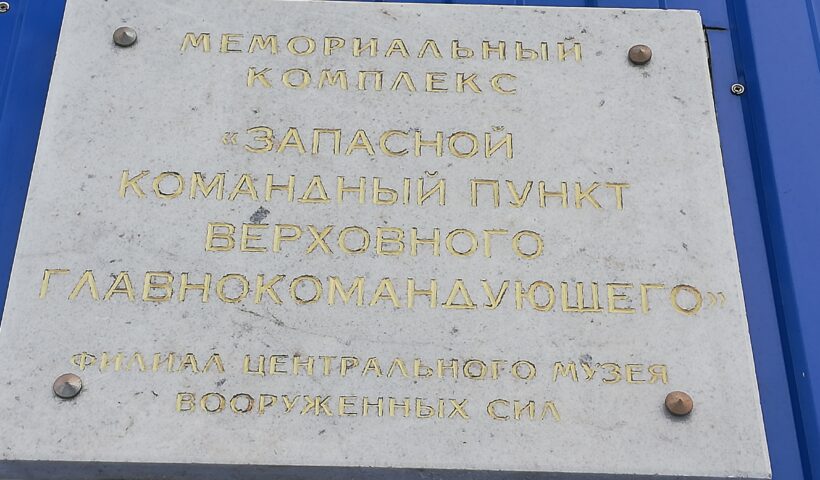 МЕМОРИАЛЬНЫЙ
КОМПЛЕКС
«ЗАПАСНОЙ
КОМАНДНЫЙ ПУНКТ
ВЕРХОВНОГО
ГЛАВНОКОМАНДУЮЩЕГО»
ФИЛИАЛ ЦЕНТРАЛЬНОГО МУЗЕЯ
ВООРУЖЕННЫХ СИЛ